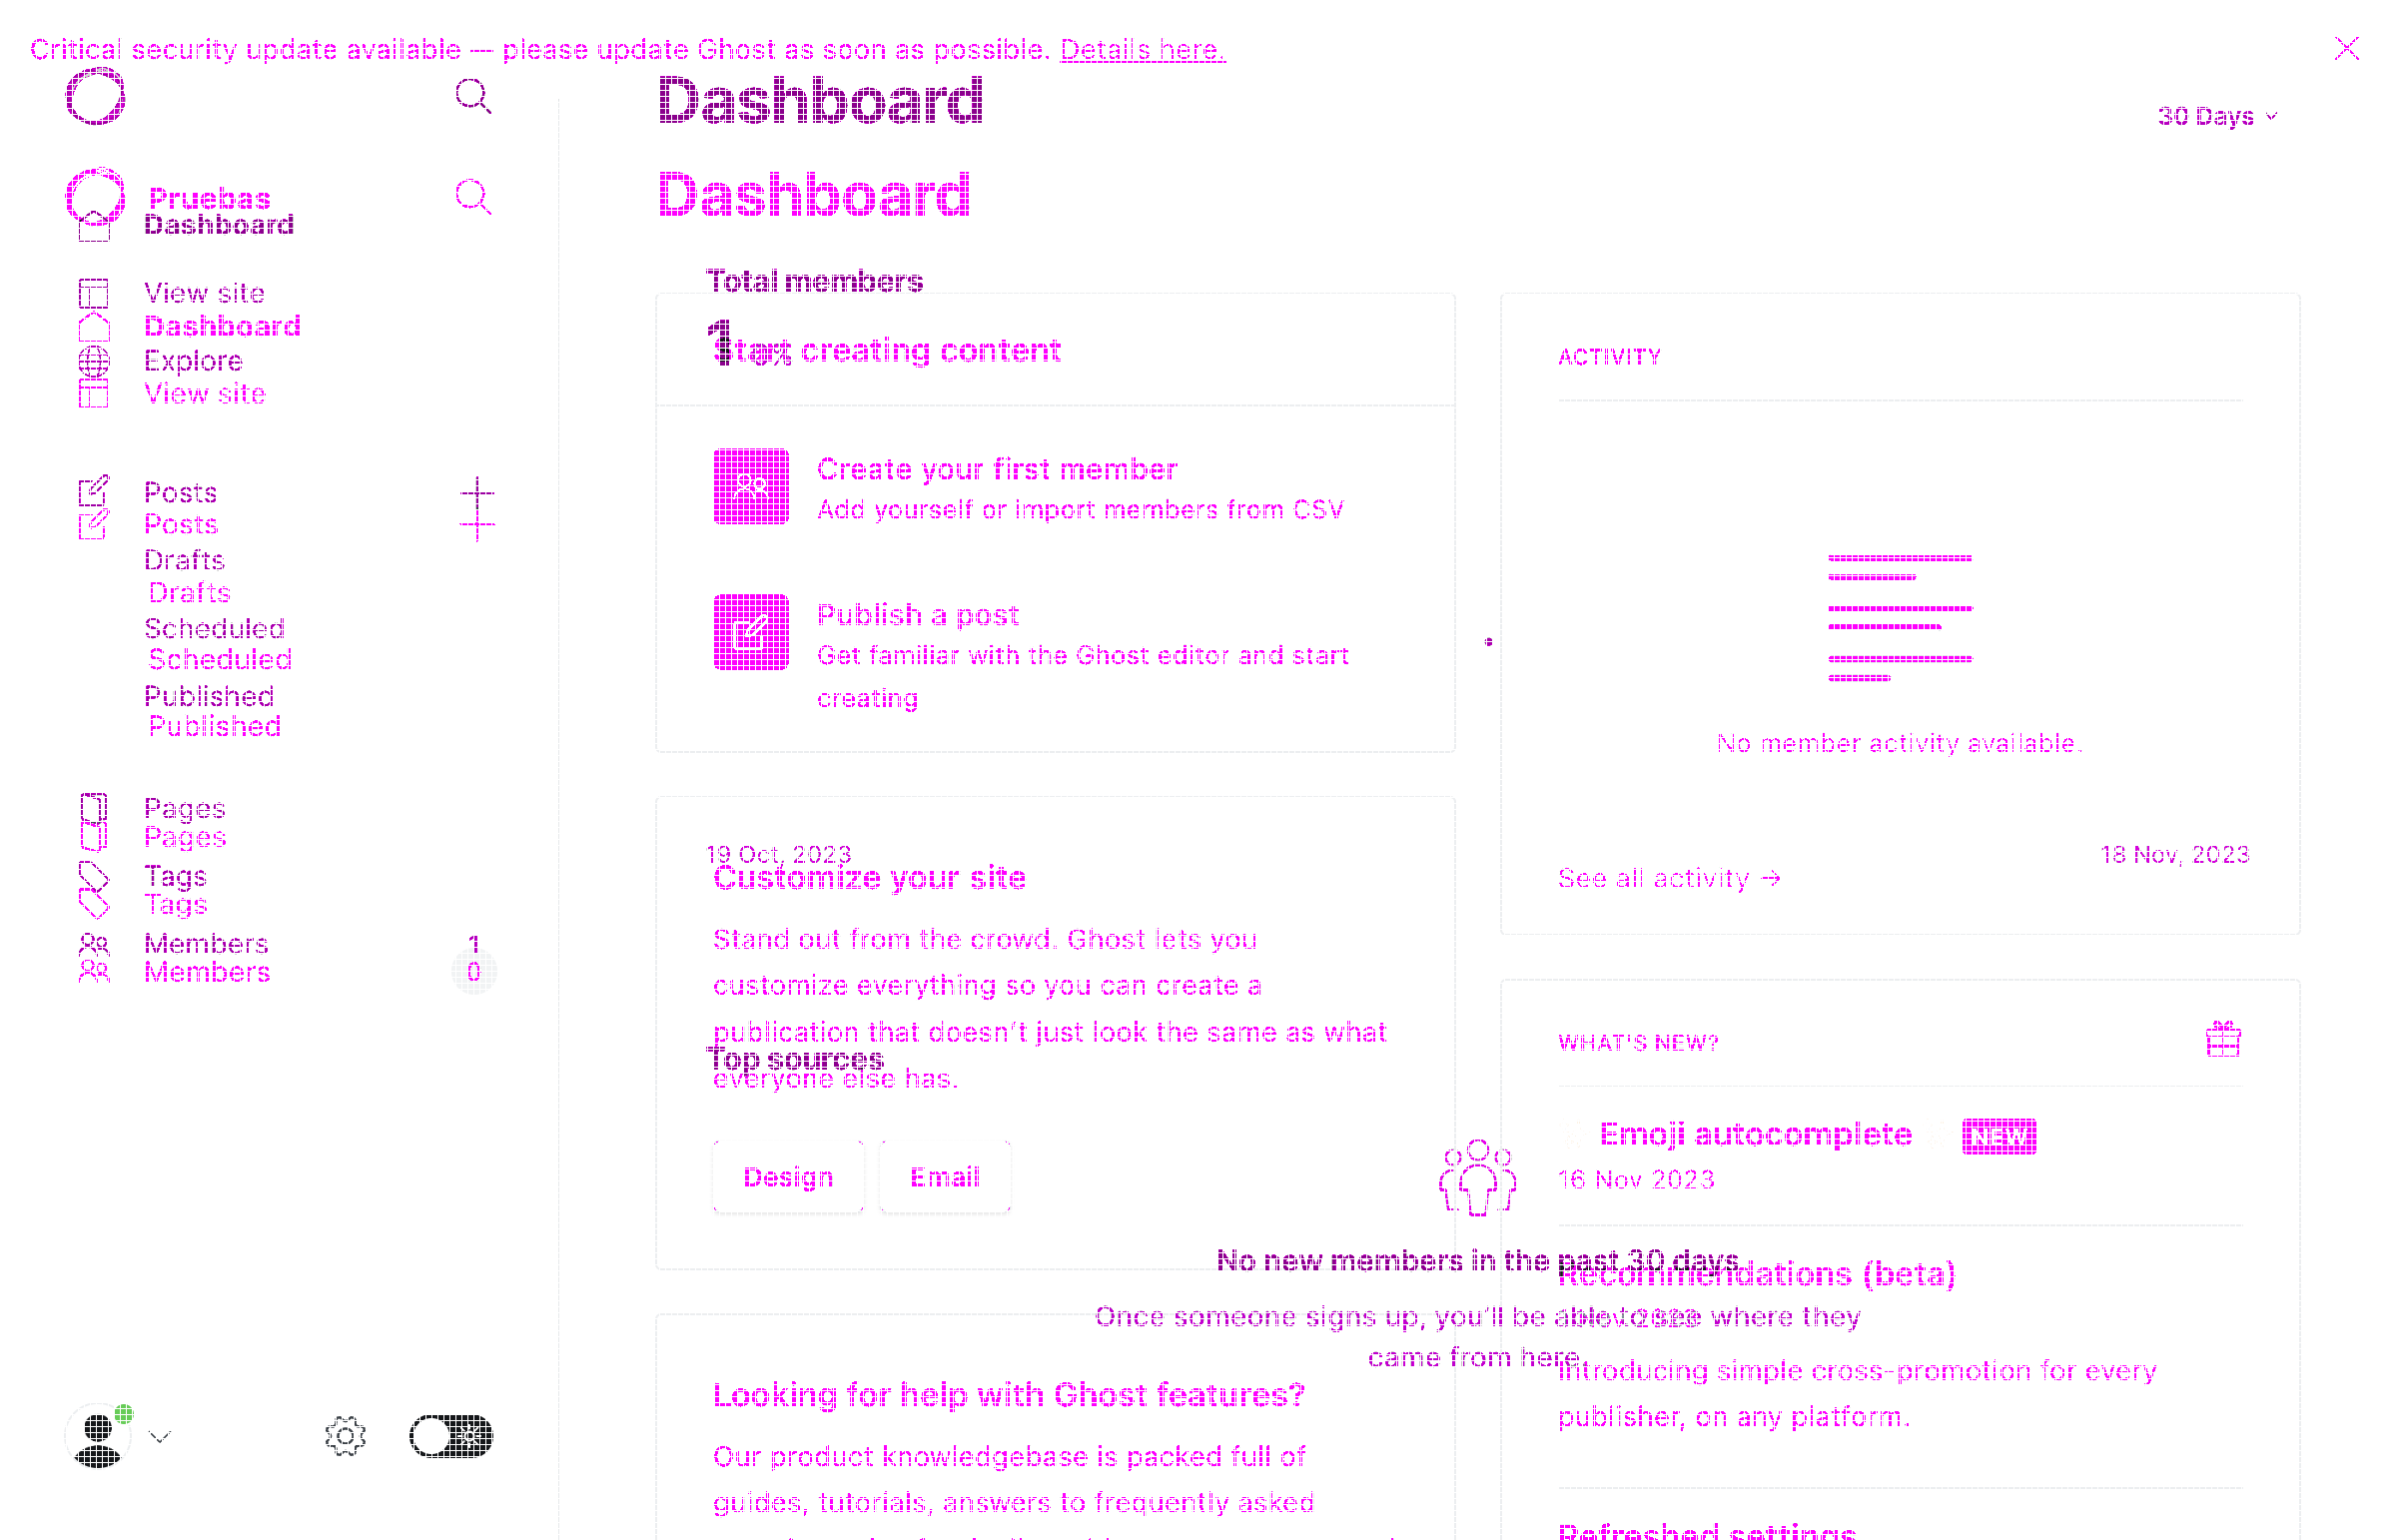 Critical security update available — please update Ghost as soon as possible. Details here.
Dashboard
30 Days
Pruebas
Dashboard
Dashboard
Total members
View site
Dashboard
1
0%
Start creating content
ACTIVITY
Explore
View site
Create your first member
Add yourself or import members from CSV
Posts
Posts
Drafts
Drafts
Scheduled
Scheduled
Published
Published
Publish a post
Get familiar with the Ghost editor and start
creating
No member activity available.
Pages
Pages
Tags
Tags
Members 1
Members 0
19 Oct, 2023
18 Nov, 2023
Customize your site
See all activity →
Stand out from the crowd. Ghost lets you
customize everything so you can create a
publication that doesn’t just look the same as what
Top sources
everyone else has.
Design
Email
WHAT'S NEW?
Emoji autocomplete NEW
16 Nov 2023
No new members in the past 30 days
Recommendations (beta)
Once someone signs up, you’ll be able to see where they
came from here.
Introducing simple cross-promotion for every
publisher, on any platform.
Looking for help with Ghost features?
Our product knowledgebase is packed full of
guides, tutorials, answers to frequently asked
Refreshed settings